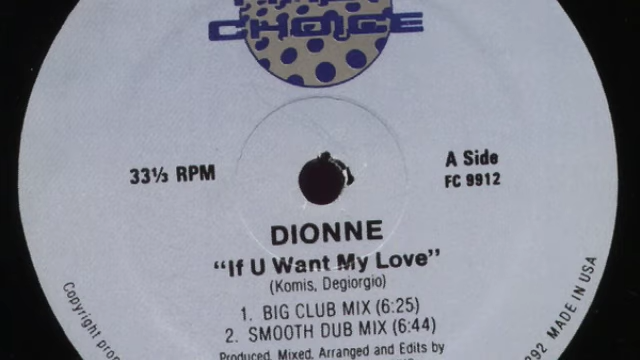 CHOICE
33⅓ RPM
A Side
FC 9912
DIONNE
"If U Want My Love"
(Komis, Degiorgio)
1. BIG CLUB MIX (6:25)
2. SMOOTH DUB MIX (6:44)
Produced, Mixed, Arranged and Edits by
Copyright
MADE IN USA